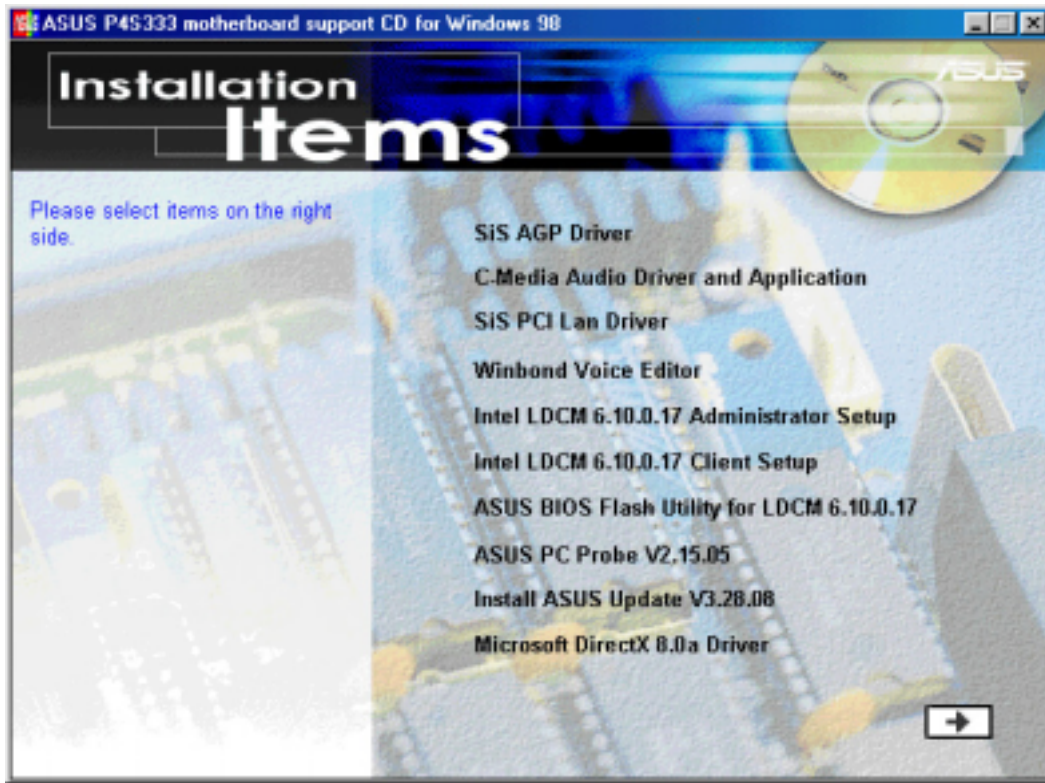 ASUS P4S333 motherboard support CD for Windows 98
Installation
Items
ASUS
Please select items on the right
side.
SiS AGP Driver
C-Media Audio Driver and Application
SiS PCI Lan Driver
Winbond Voice Editor
Intel LDCM 6.10.0.17 Administrator Setup
Intel LDCM 6.10.0.17 Client Setup
ASUS BIOS Flash Utility for LDCM 6.10.0.17
ASUS PC Probe V2.15.05
Install ASUS Update V3.28.08
Microsoft DirectX 8.0a Driver